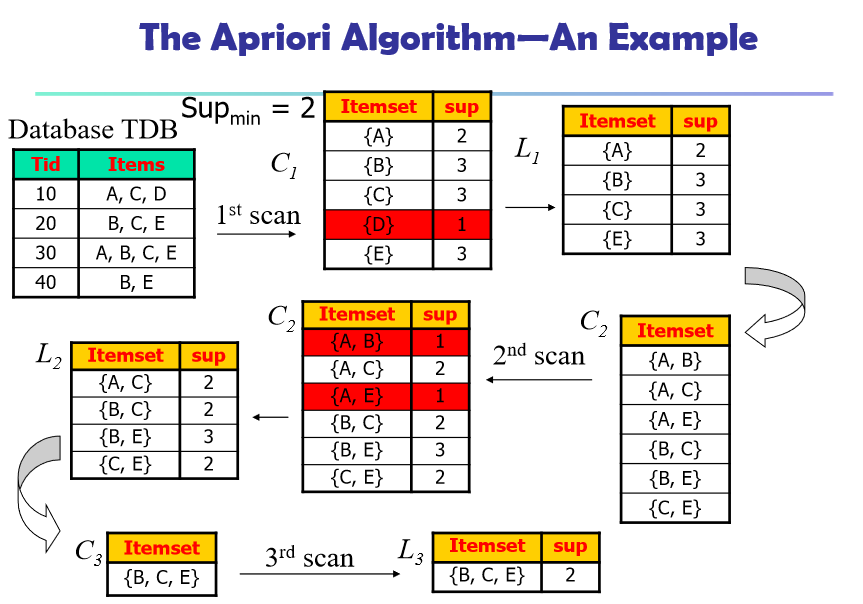 The Apriori Algorithm—An Example
Sup_min = 2
Database TDB
Tid Items
10 A, C, D
20 B, C, E
30 A, B, C, E
40 B, E
1st scan
C1
Itemset sup
{A} 2
{B} 3
{C} 3
{D} 1
{E} 3
L1
Itemset sup
{A} 2
{B} 3
{C} 3
{E} 3
C2
Itemset
{A, B}
{A, C}
{A, E}
{B, C}
{B, E}
{C, E}
2nd scan
C2
Itemset sup
{A, B} 1
{A, C} 2
{A, E} 1
{B, C} 2
{B, E} 3
{C, E} 2
L2
Itemset sup
{A, C} 2
{B, C} 2
{B, E} 3
{C, E} 2
C3
Itemset
{B, C, E}
3rd scan
L3
Itemset sup
{B, C, E} 2